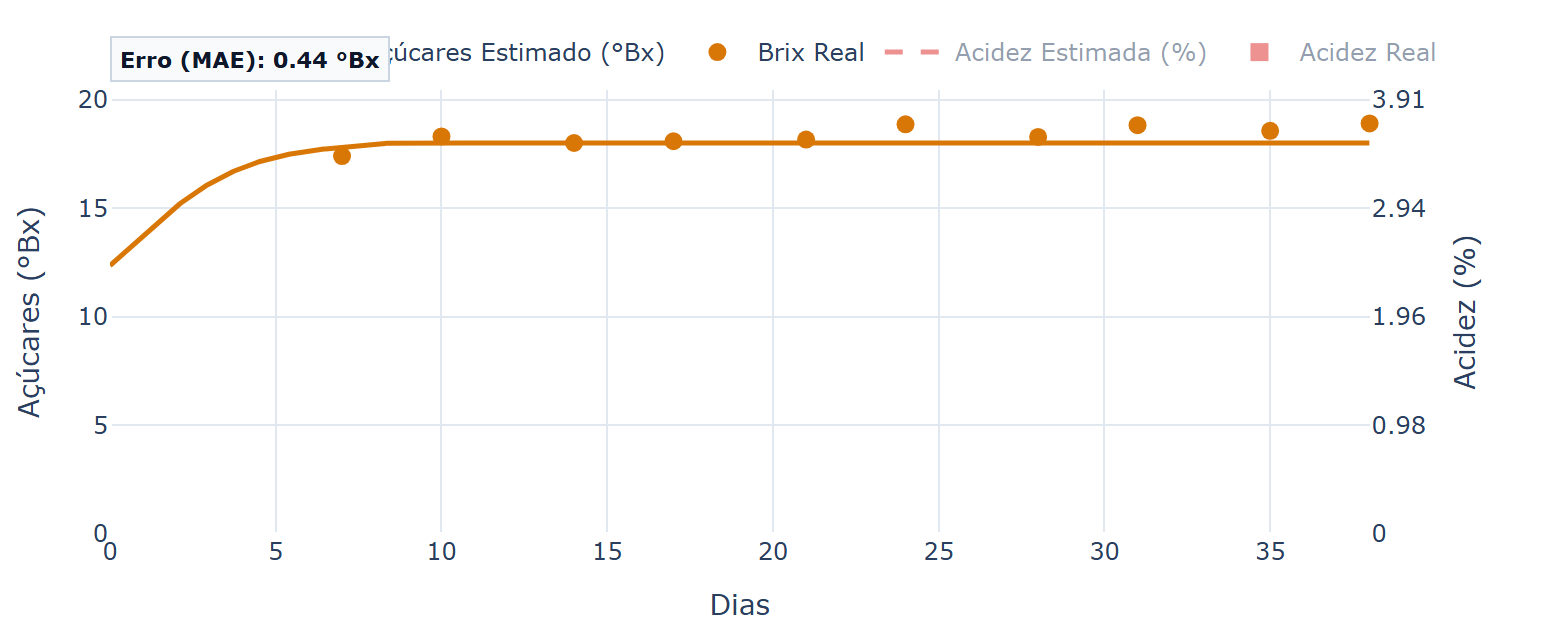 Erro (MAE): 0.44 ºBx
çúcares Estimado (°Bx) Brix Real Acidez Estimada (%) Acidez Real
20 3.91
15 2.94
10 1.96
5 0.98
0 0
0 5 10 15 20 25 30 35
Açúcares (°Bx)
Acidez (%)
Dias